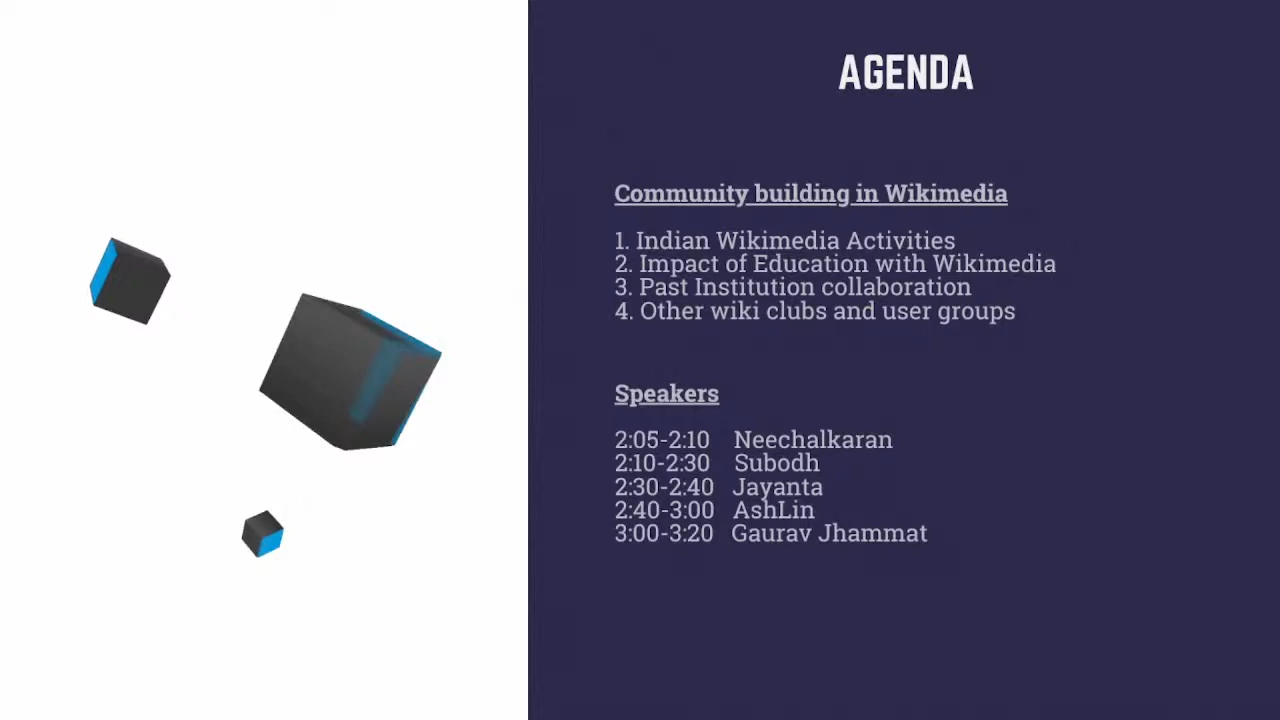 AGENDA
Community building in Wikimedia
1. Indian Wikimedia Activities
2. Impact of Education with Wikimedia
3. Past Institution collaboration
4. Other wiki clubs and user groups
Speakers
2:05-2:10 Neechalkaran
2:10-2:30 Subodh
2:30-2:40 Jayanta
2:40-3:00 AshLin
3:00-3:20 Gaurav Jhammat